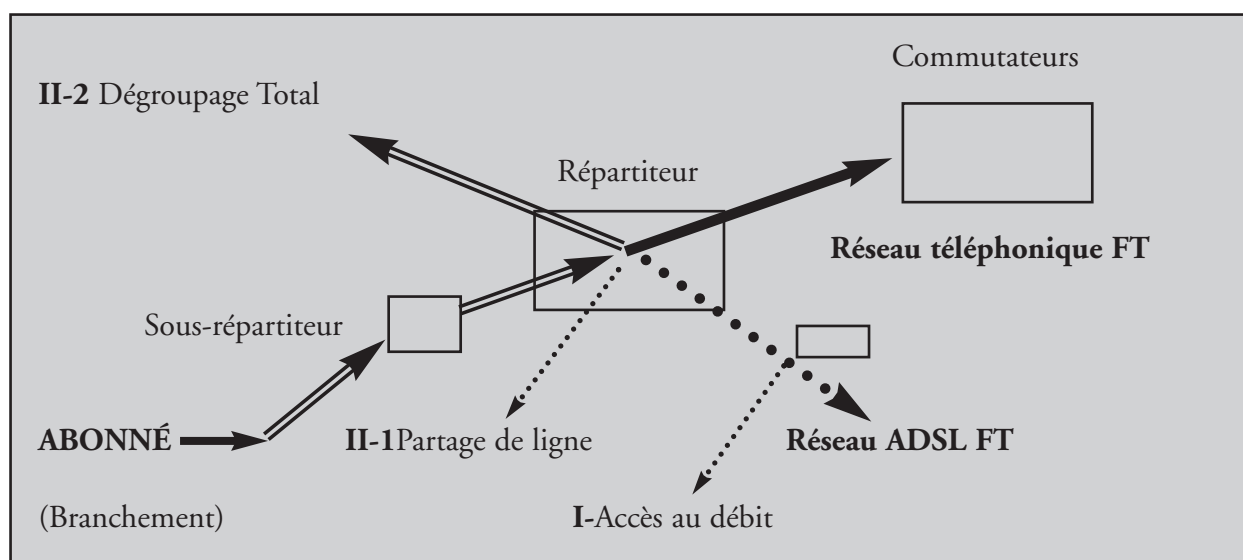 Commutateurs
II-2 Dégroupage Total
Répartiteur
Réseau téléphonique FT
Sous-répartiteur
ABONNÉ
II-1Partage de ligne
Réseau ADSL FT
(Branchement)
I-Accès au débit